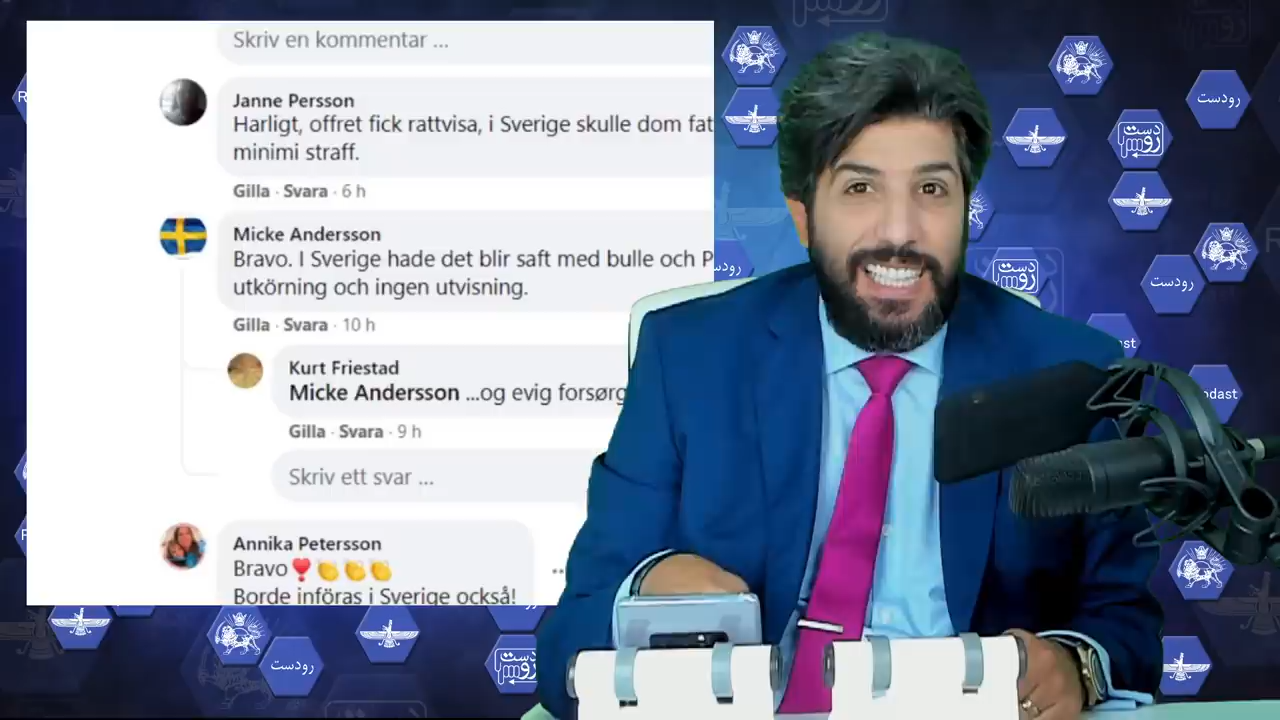 Skriv en kommentar ...
Janne Persson
Harligt, offret fick rattvisa, i Sverige skulle dom fat
minimi straff.
Gilla · Svara · 6 h
Micke Andersson
Bravo. I Sverige hade det blir saft med bulle och P
utkörning och ingen utvisning.
Gilla · Svara · 10 h
Kurt Friestad
Micke Andersson ...og evig forsørg
Gilla · Svara · 9 h
Skriv ett svar ...
Annika Petersson
Bravo❣️👏👏👏
Borde införas i Sverige också!
رودست
رودست
رودست